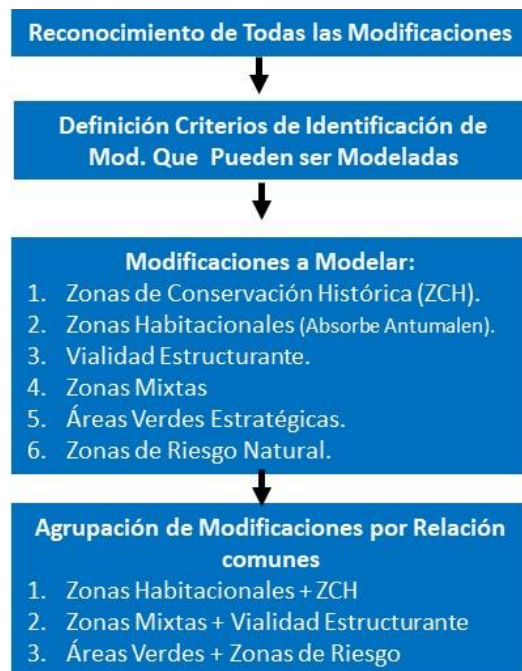 Reconocimiento de Todas las Modificaciones
Definición Criterios de Identificación de
Mod. Que Pueden ser Modeladas
Modificaciones a Modelar:
1. Zonas de Conservación Histórica (ZCH).
2. Zonas Habitacionales (Absorbe Antumalen).
3. Vialidad Estructurante.
4. Zonas Mixtas
5. Áreas Verdes Estratégicas.
6. Zonas de Riesgo Natural.
Agrupación de Modificaciones por Relación
comunes
1. Zonas Habitacionales + ZCH
2. Zonas Mixtas + Vialidad Estructurante
3. Áreas Verdes + Zonas de Riesgo